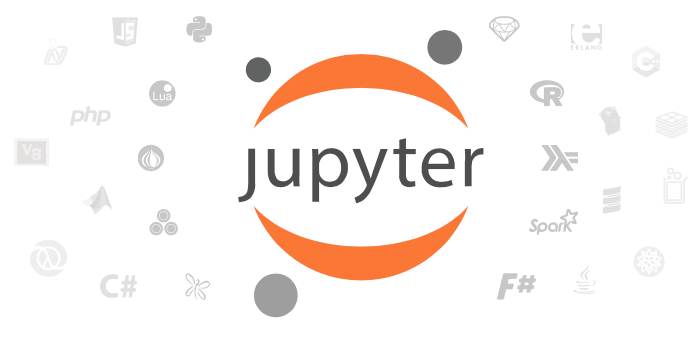 JS
ERLANG
C++
Lua
R
php
jupyter
VB
Spark
C#
F#